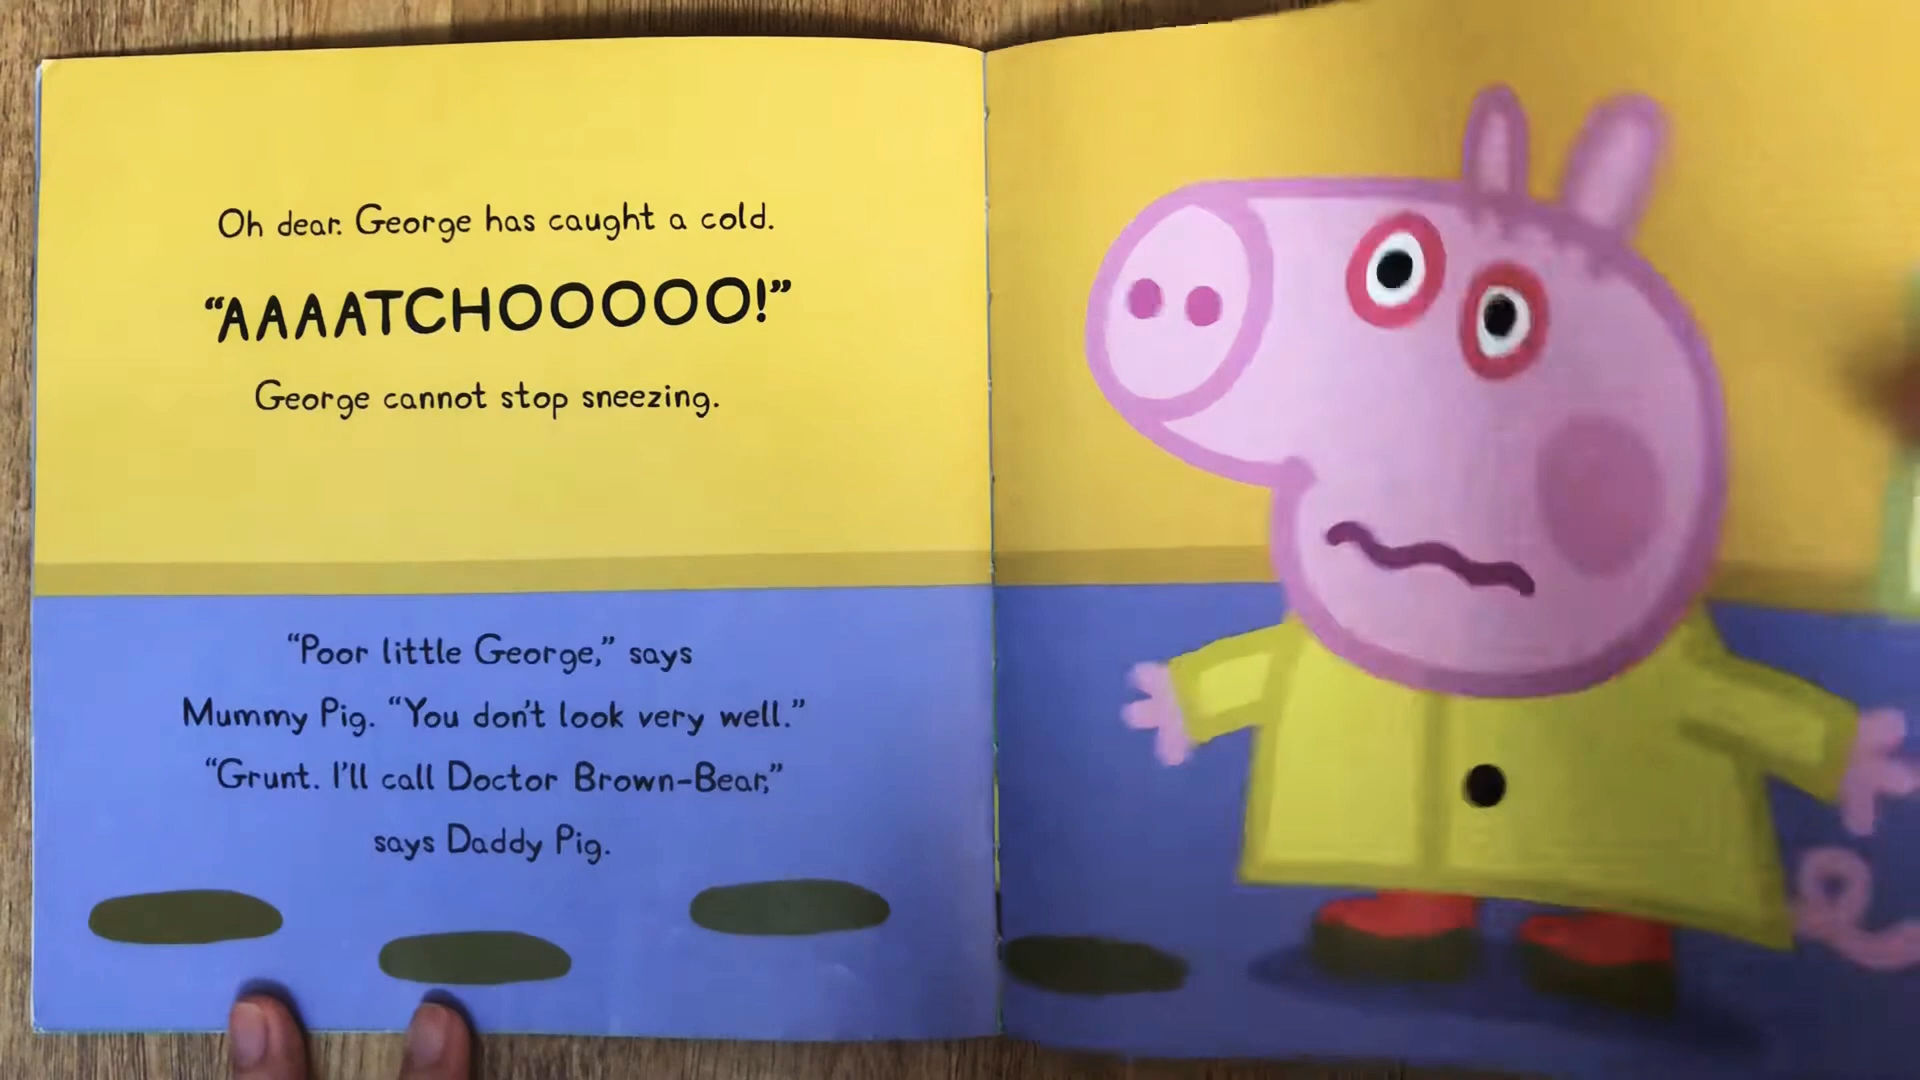 Oh dear. George has caught a cold.
“AAAATCHOOOOO!”
George cannot stop sneezing.
“Poor little George,” says
Mummy Pig. “You don’t look very well.”
“Grunt. I’ll call Doctor Brown-Bear,”
says Daddy Pig.